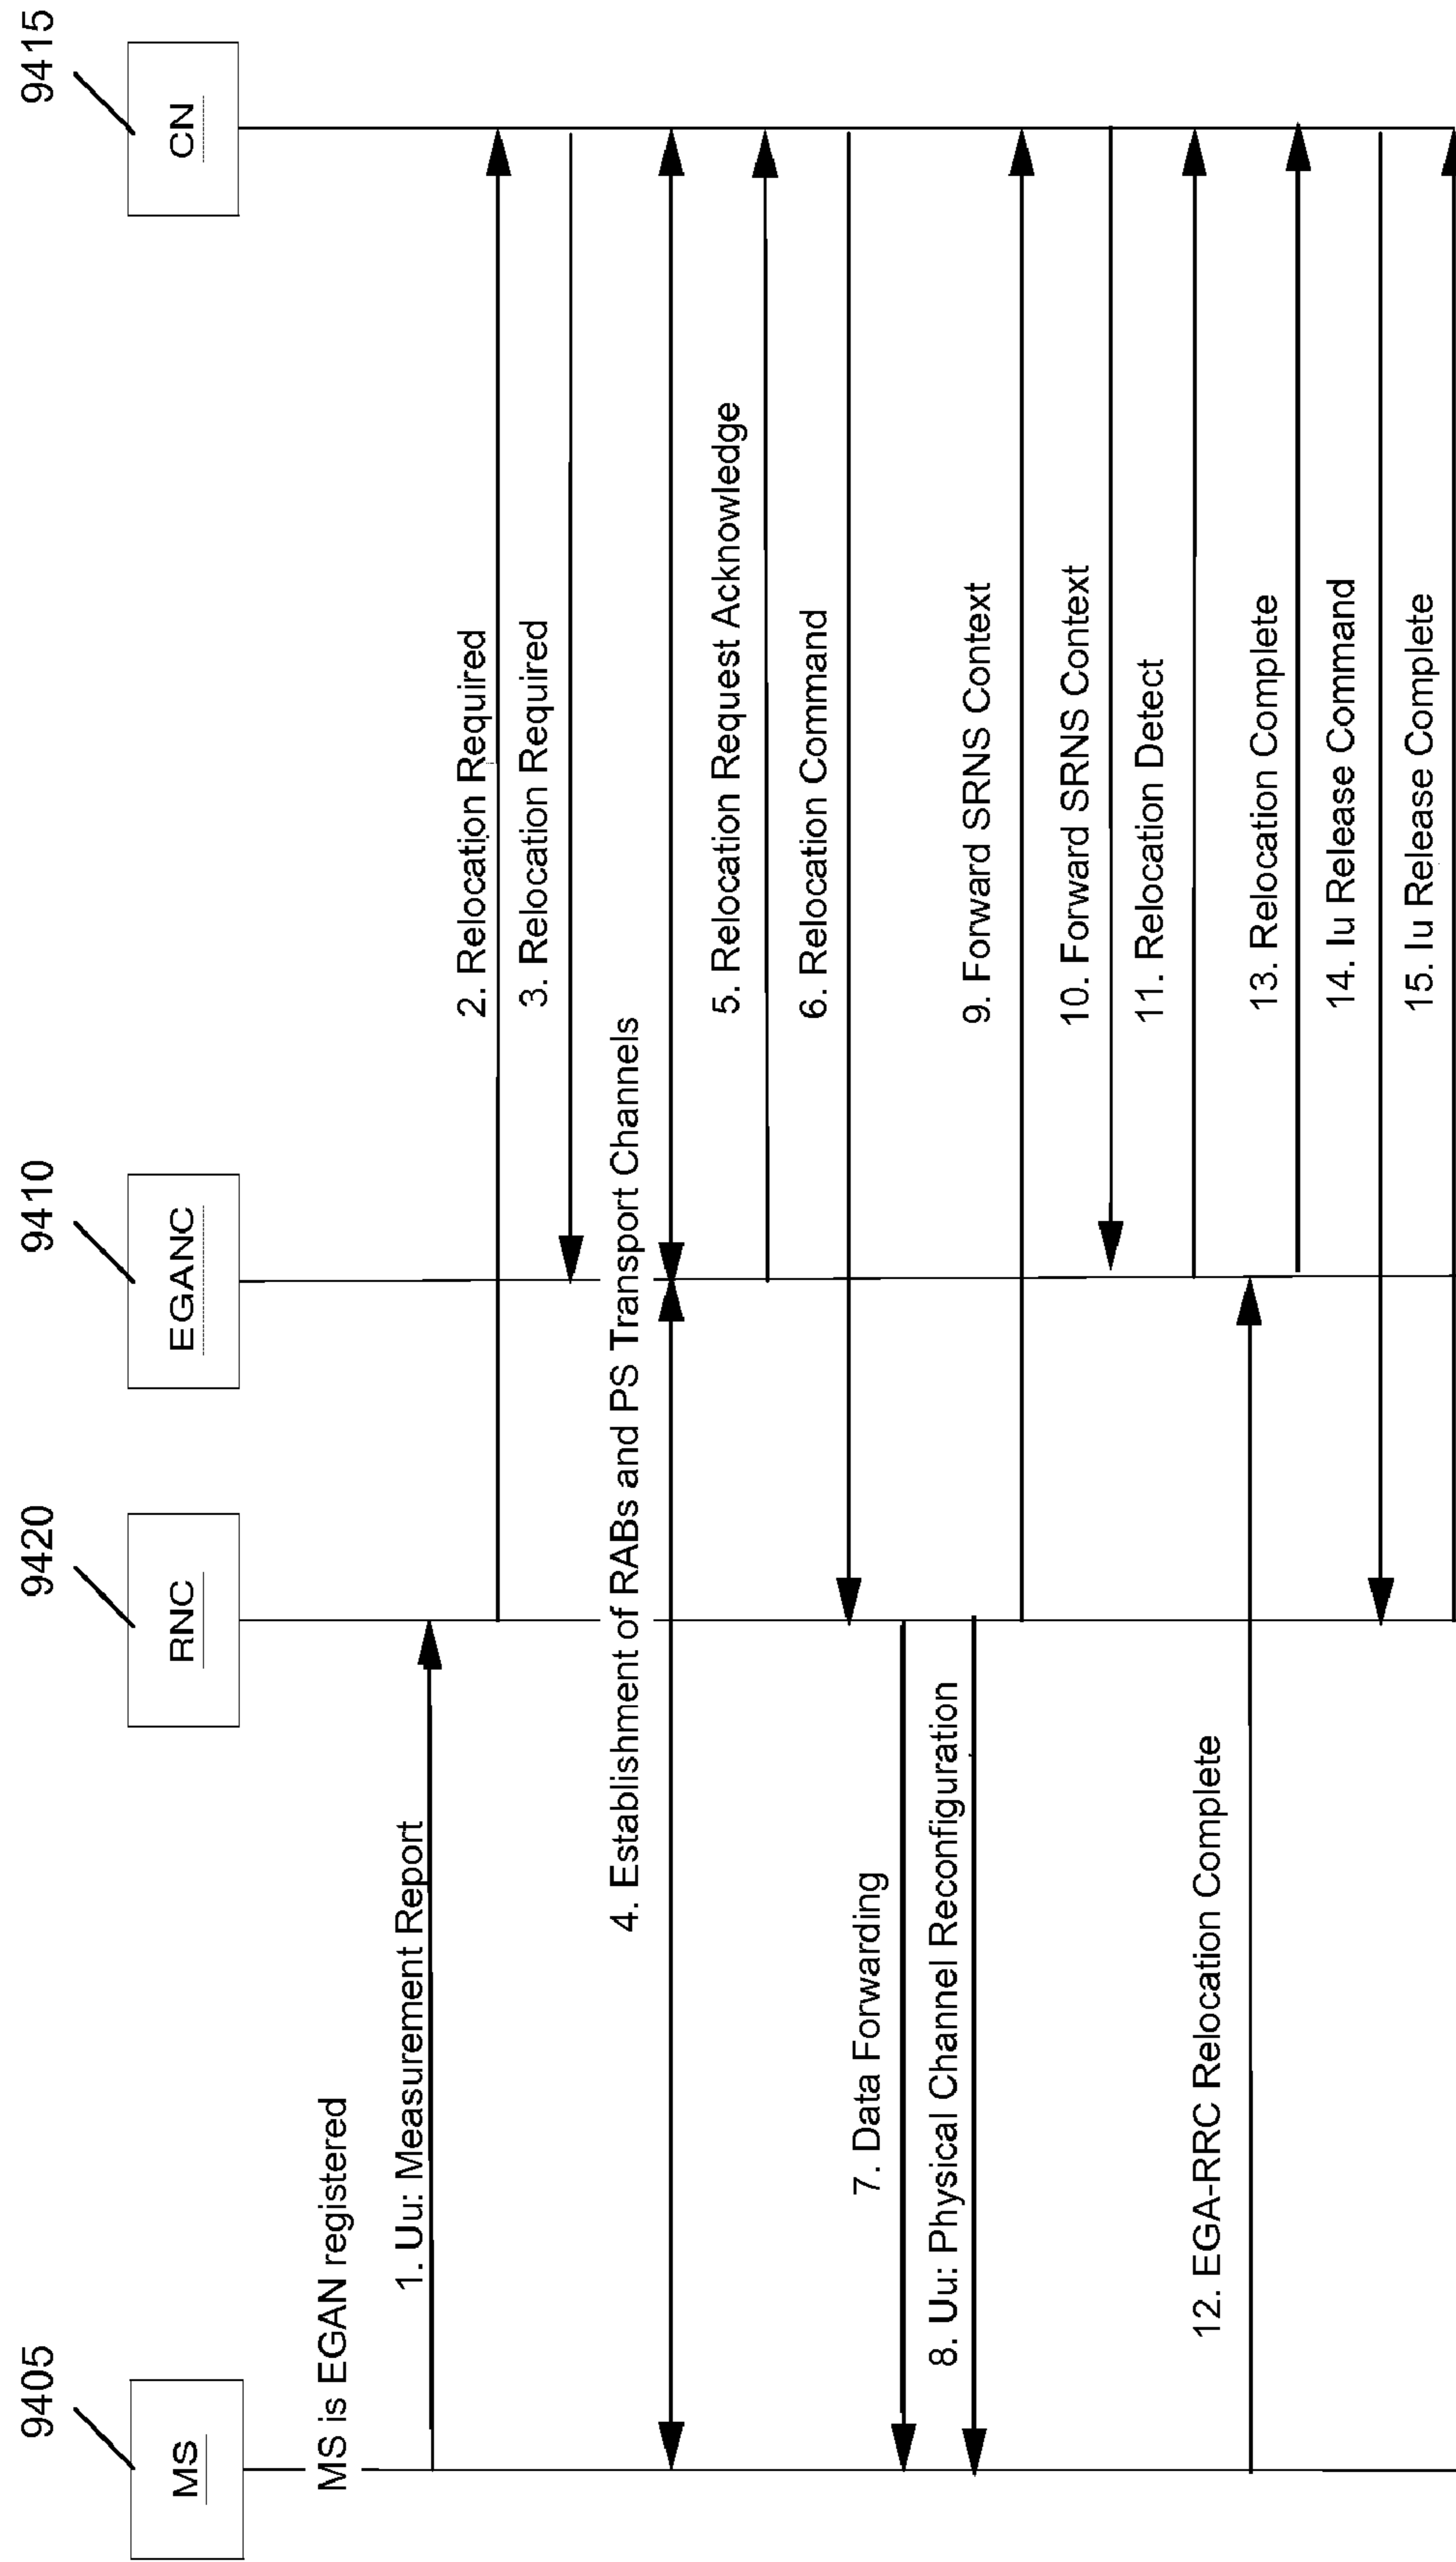 9405
9420
9410
9415
MS
RNC
EGANC
CN
MS is EGAN registered
1. Uu: Measurement Report
2. Relocation Required
3. Relocation Required
4. Establishment of RABs and PS Transport Channels
5. Relocation Request Acknowledge
6. Relocation Command
7. Data Forwarding
8. Uu: Physical Channel Reconfiguration
9. Forward SRNS Context
10. Forward SRNS Context
11. Relocation Detect
12. EGA-RRC Relocation Complete
13. Relocation Complete
14. Iu Release Command
15. Iu Release Complete